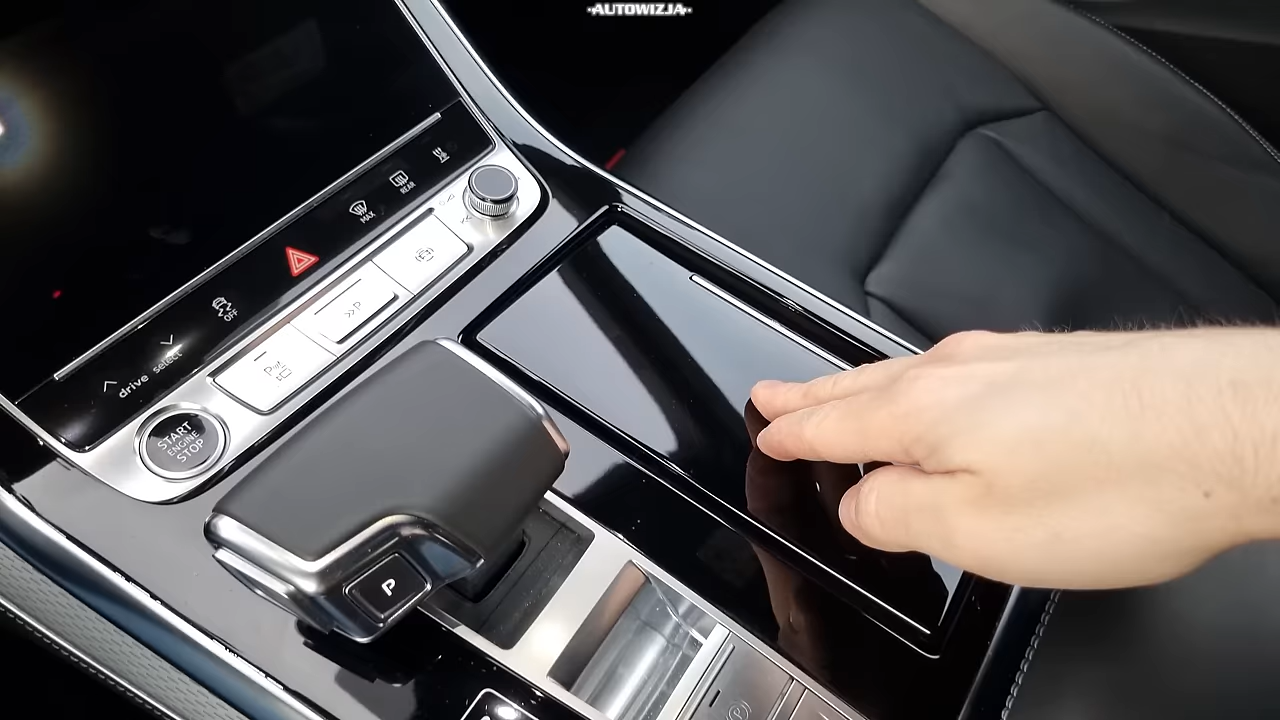 ·AUTOWIZJA·
REAR
MAX
OFF
drive select
P
P
START
ENGINE
STOP
P
(P)